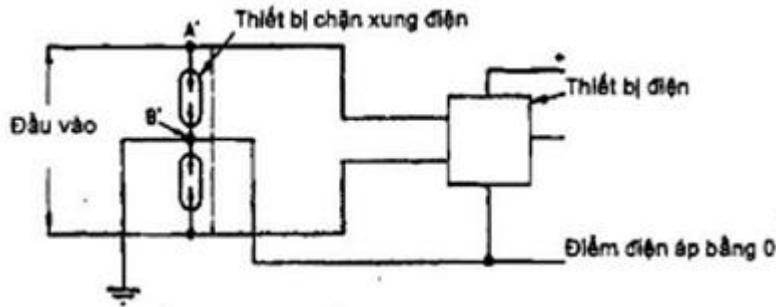 A'
Thiết bị chặn xung điện
+
Thiết bị điện
B'
Đầu vào
Điểm điện áp bằng 0